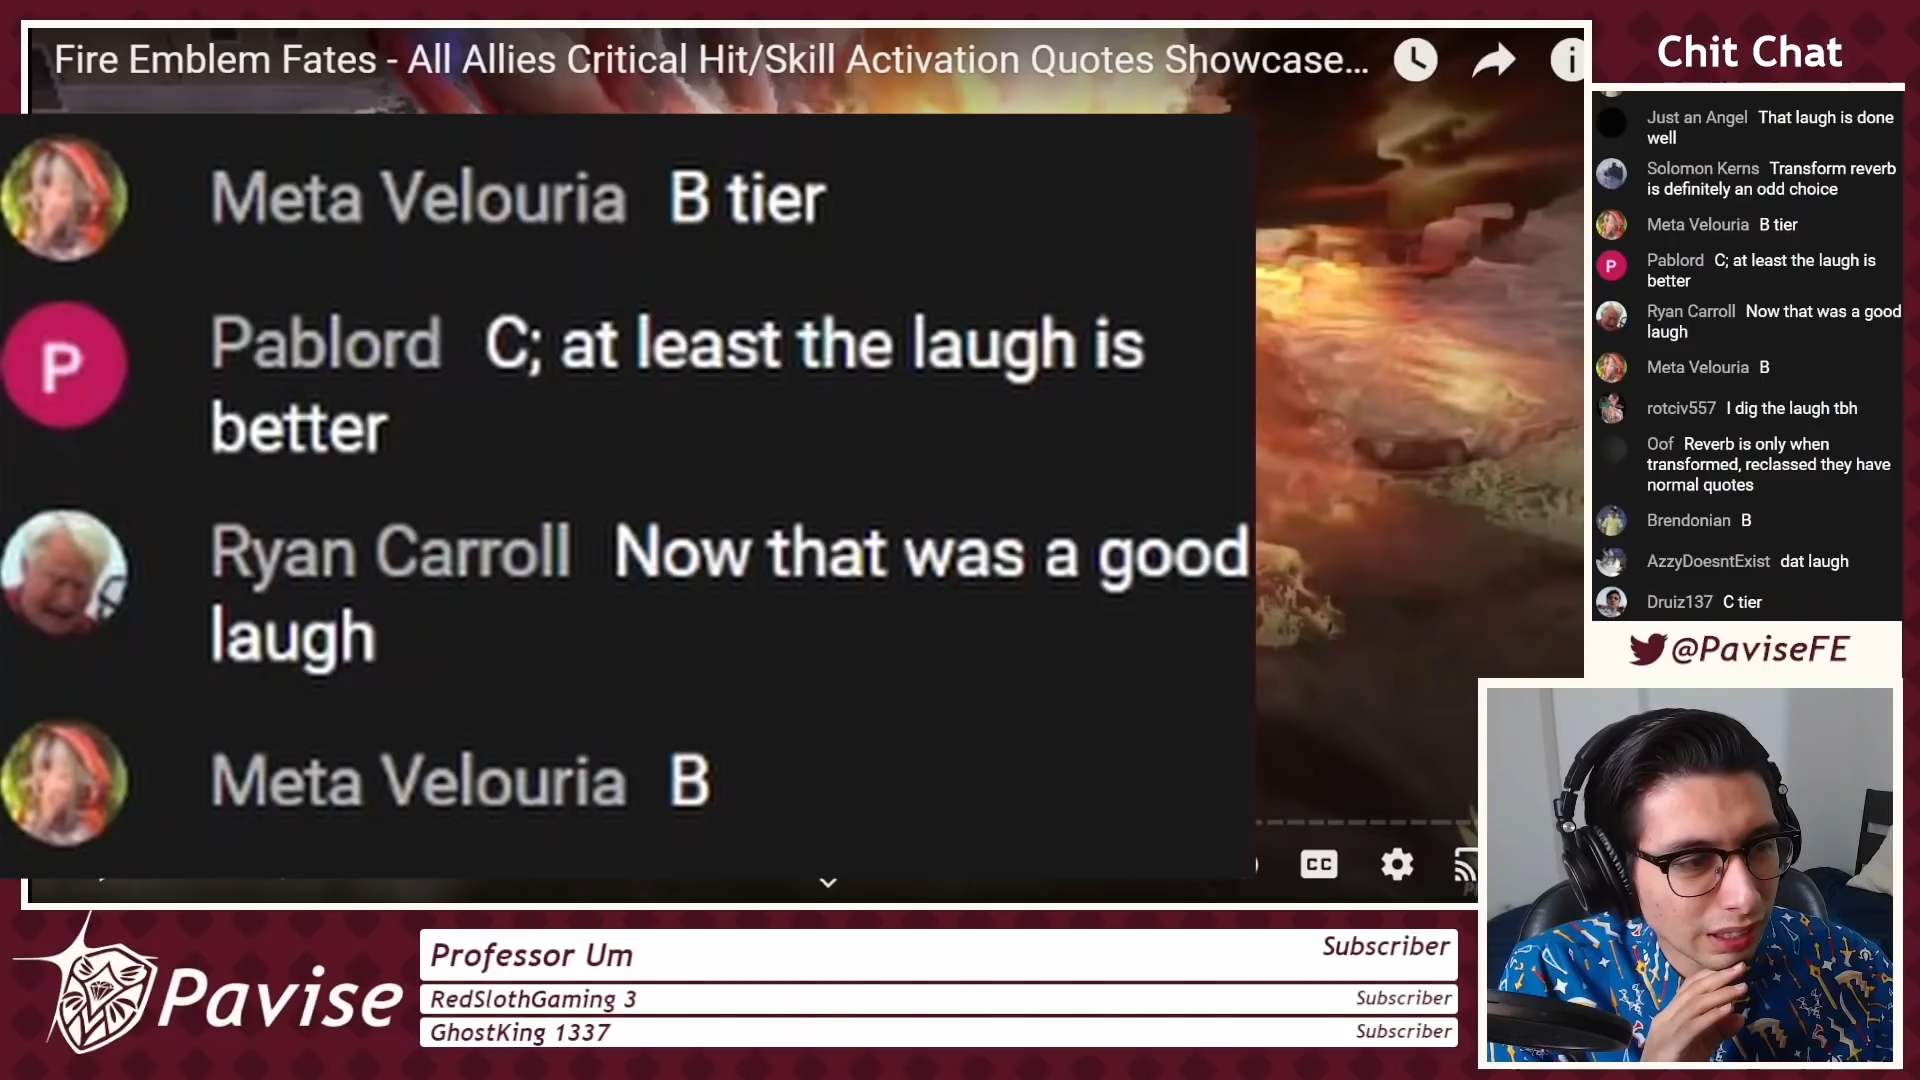 Fire Emblem Fates - All Allies Critical Hit/Skill Activation Quotes Showcase...
Meta Velouria B tier
P
Pablord C; at least the laugh is
better
Ryan Carroll Now that was a good
laugh
Meta Velouria B
CC
Chit Chat
Just an Angel That laugh is done
well
Solomon Kerns Transform reverb
is definitely an odd choice
Meta Velouria B tier
P
Pablord C; at least the laugh is
better
Ryan Carroll Now that was a good
laugh
Meta Velouria B
rotciv557 I dig the laugh tbh
Oof Reverb is only when
transformed, reclassed they have
normal quotes
Brendonian B
AzzyDoesntExist dat laugh
Druiz137 C tier
@PaviseFE
Pavise
Professor Um Subscriber
RedSlothGaming 3 Subscriber
GhostKing 1337 Subscriber